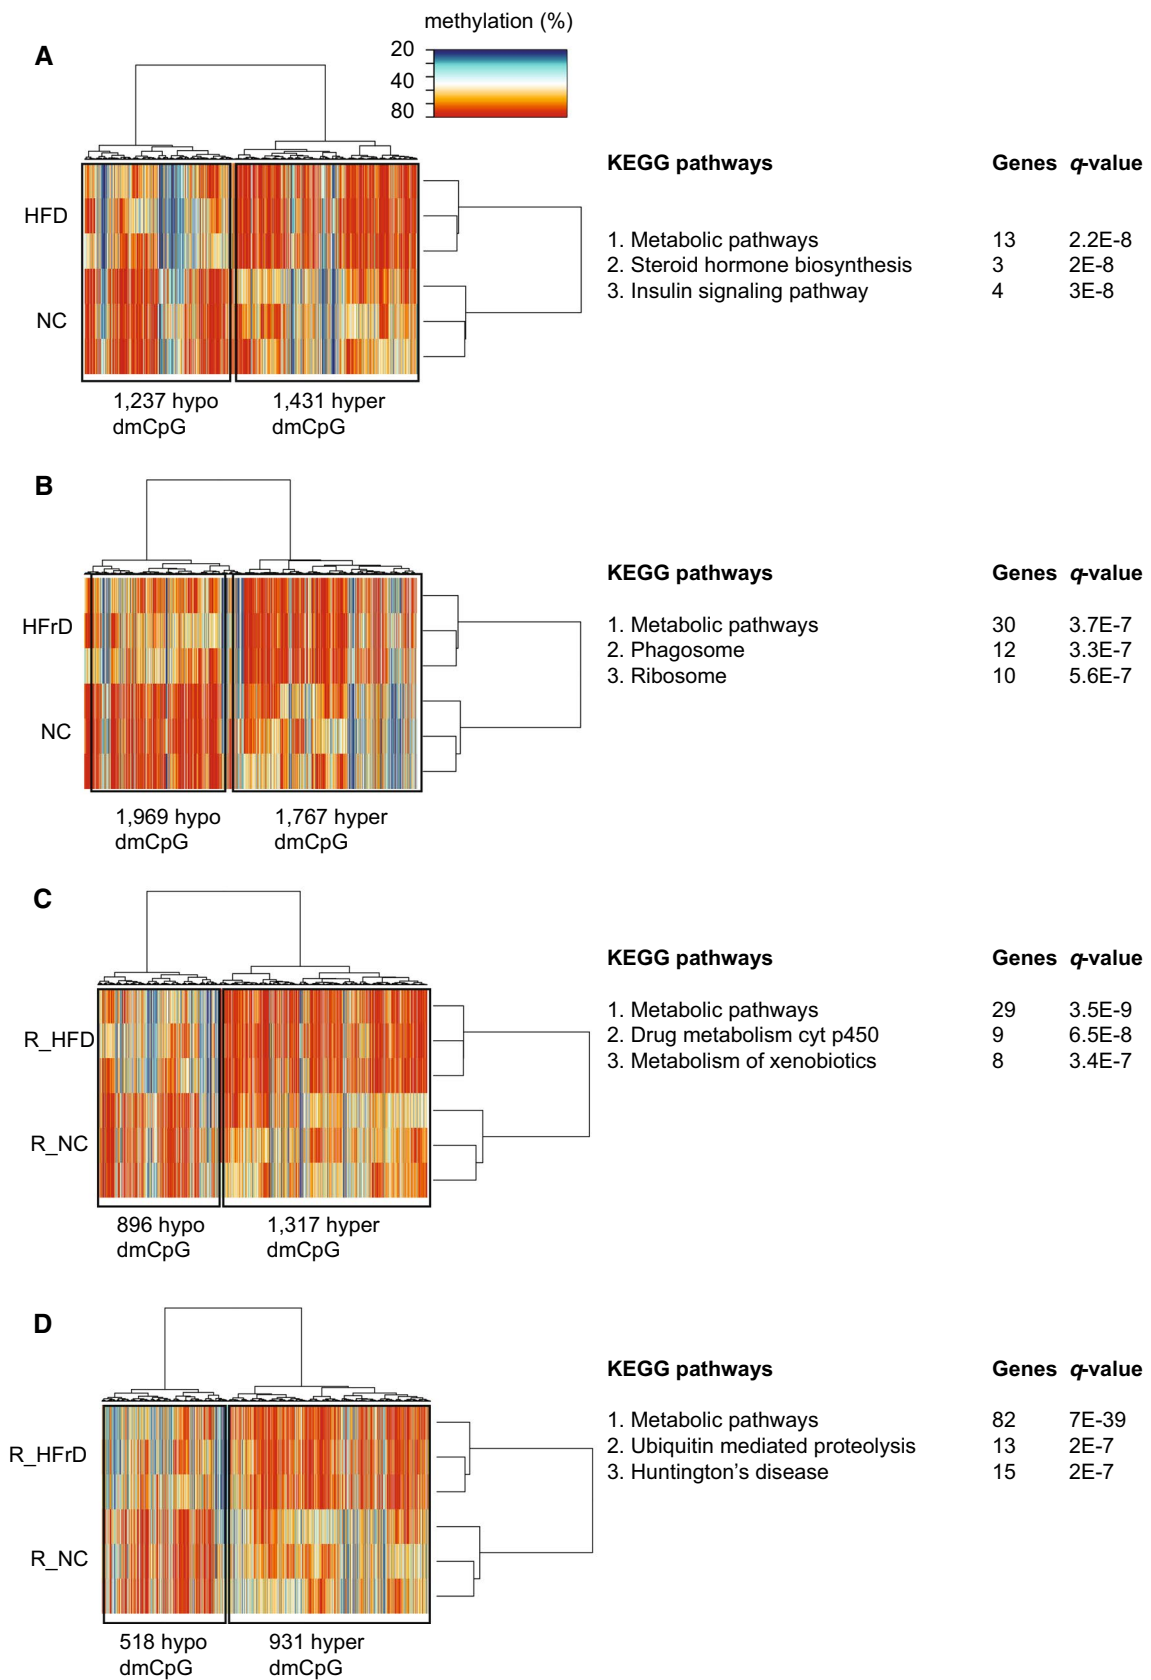 methylation (%)
A
20
40
80
KEGG pathways Genes q-value
HFD
1. Metabolic pathways 13 2.2E-8
2. Steroid hormone biosynthesis 3 2E-8
3. Insulin signaling pathway 4 3E-8
NC
1,237 hypo dmCpG
1,431 hyper dmCpG
B
KEGG pathways Genes q-value
HFrD
1. Metabolic pathways 30 3.7E-7
2. Phagosome 12 3.3E-7
3. Ribosome 10 5.6E-7
NC
1,969 hypo dmCpG
1,767 hyper dmCpG
C
KEGG pathways Genes q-value
R_HFD
1. Metabolic pathways 29 3.5E-9
2. Drug metabolism cyt p450 9 6.5E-8
3. Metabolism of xenobiotics 8 3.4E-7
R_NC
896 hypo dmCpG
1,317 hyper dmCpG
D
KEGG pathways Genes q-value
R_HFrD
1. Metabolic pathways 82 7E-39
2. Ubiquitin mediated proteolysis 13 2E-7
3. Huntington's disease 15 2E-7
R_NC
518 hypo dmCpG
931 hyper dmCpG